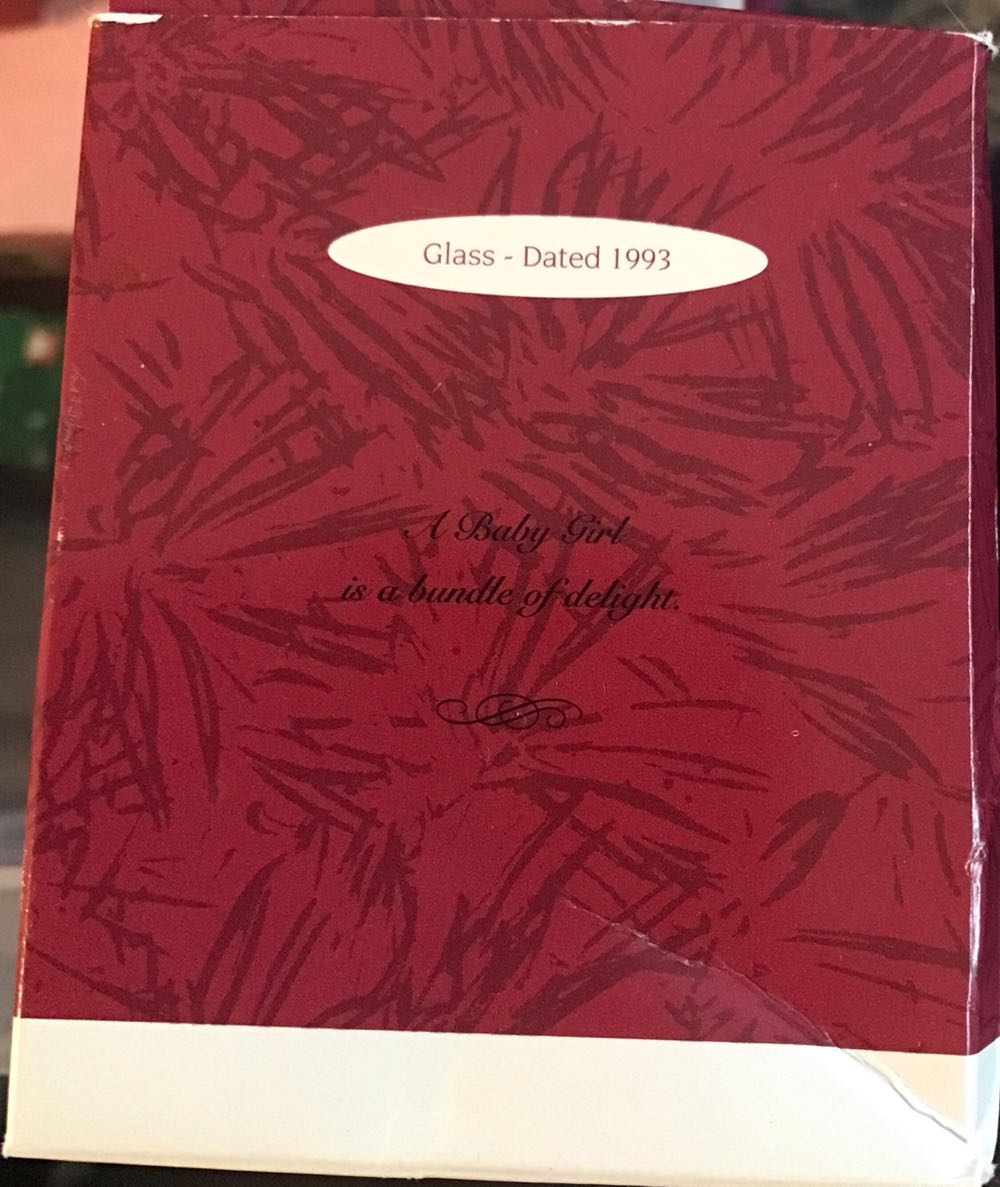 Glass - Dated 1993
A Baby Girl
is a bundle of delight.